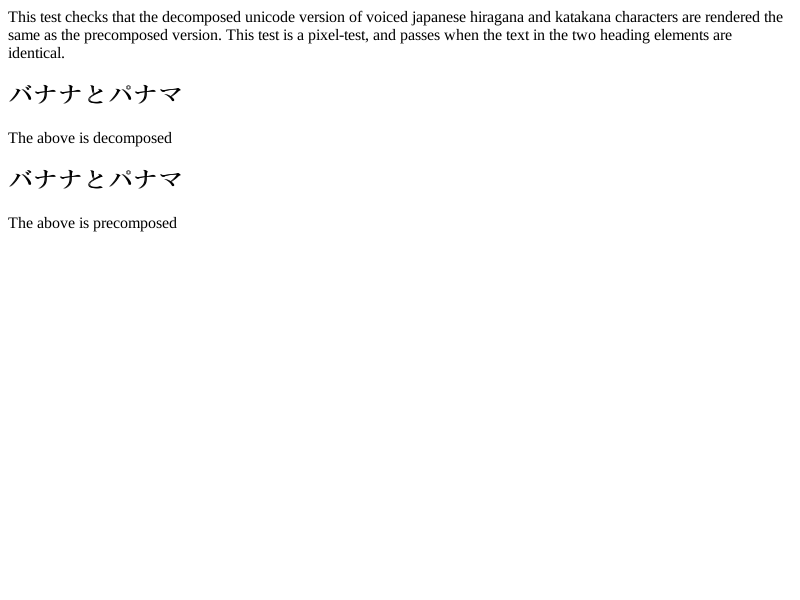 This test checks that the decomposed unicode version of voiced japanese hiragana and katakana characters are rendered the
same as the precomposed version. This test is a pixel-test, and passes when the text in the two heading elements are
identical.
バナナとパナマ
The above is decomposed
バナナとパナマ
The above is precomposed